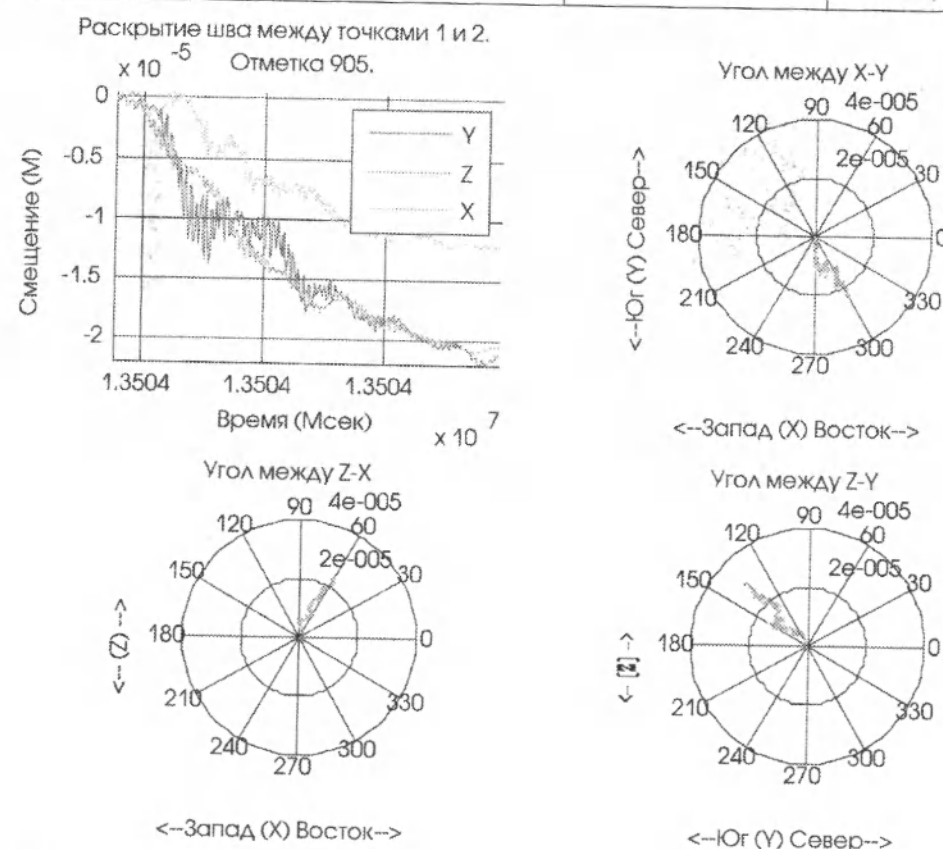 Раскрытие шва между точками 1 и 2.
Отметка 905.
x 10 -5
0
-0.5
-1
-1.5
-2
Смещение (М)
Y
Z
X
1.3504 1.3504 1.3504
Время (Мсек)
x 10 7
Угол между X-Y
90 4e-005
120 60
2e-005
150 30
180 0
210 330
240 300
270
<--Юг (Y) Север-->
<--Запад (X) Восток-->
Угол между Z-X
90 4e-005
120 60
2e-005
150 30
180 0
210 330
240 300
270
<-- (Z) -->
<--Запад (X) Восток-->
Угол между Z-Y
90 4e-005
120 60
2e-005
150 30
180 0
210 330
240 300
270
<-- [Z] -->
<--Юг (Y) Север-->